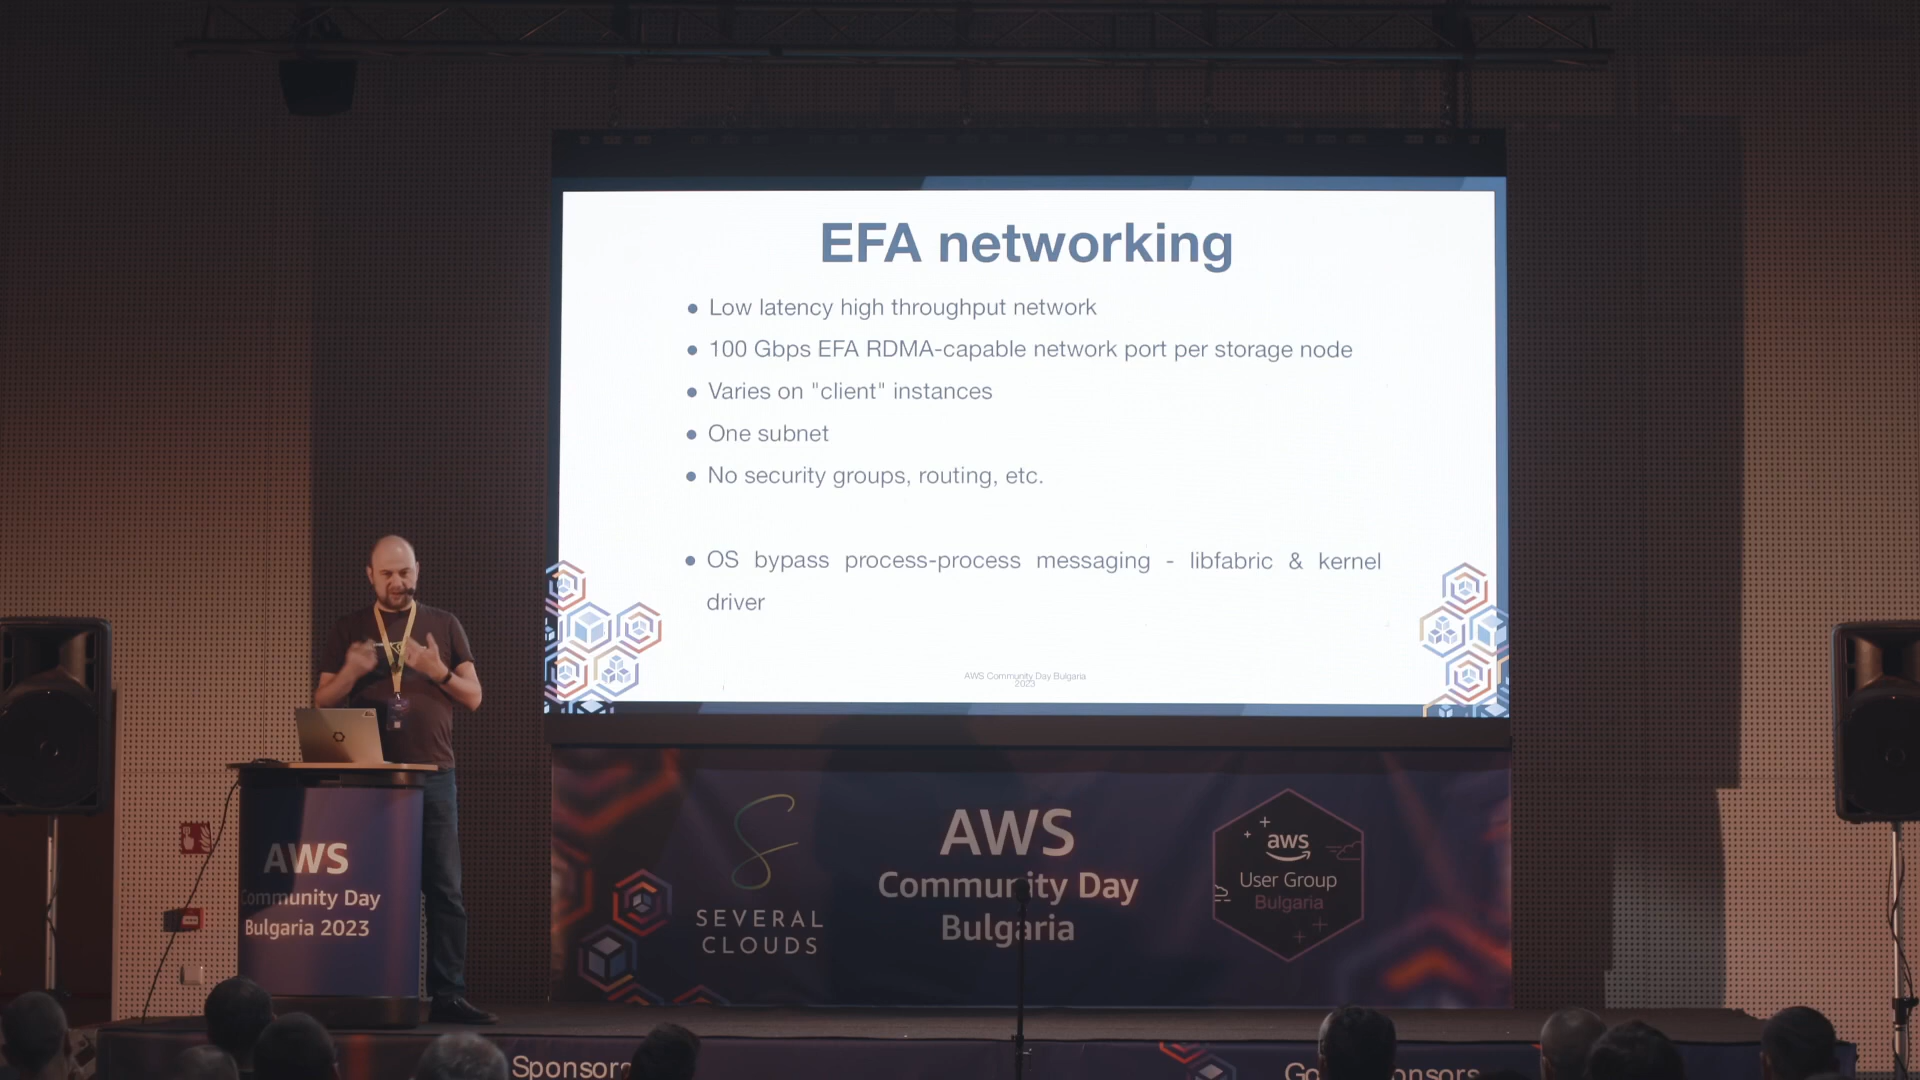 EFA networking
Low latency high throughput network
100 Gbps EFA RDMA-capable network port per storage node
Varies on "client" instances
One subnet
No security groups, routing, etc.
OS bypass process-process messaging - libfabric & kernel
driver
AWS Community Day Bulgaria
2023
AWS
Community Day
Bulgaria 2023
SEVERAL
CLOUDS
AWS
Community Day
Bulgaria
aws
User Group
Bulgaria
Sponsors